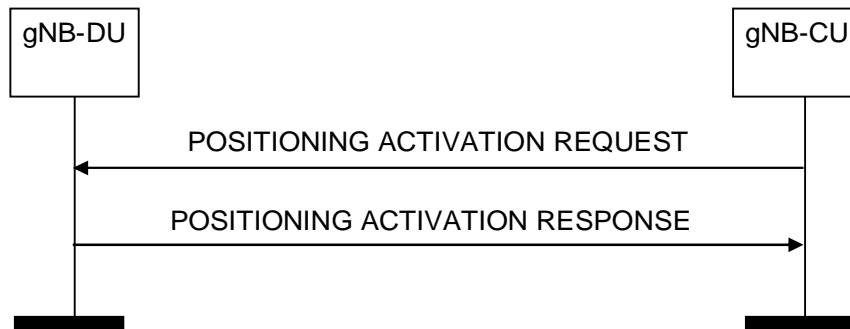 gNB-DU
gNB-CU
POSITIONING ACTIVATION REQUEST
POSITIONING ACTIVATION RESPONSE